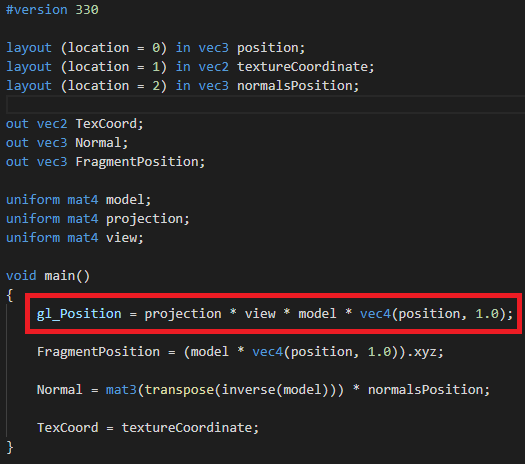 #version 330
layout (location = 0) in vec3 position;
layout (location = 1) in vec2 textureCoordinate;
layout (location = 2) in vec3 normalsPosition;
out vec2 TexCoord;
out vec3 Normal;
out vec3 FragmentPosition;
uniform mat4 model;
uniform mat4 projection;
uniform mat4 view;
void main()
{
gl_Position = projection * view * model * vec4(position, 1.0);
FragmentPosition = (model * vec4(position, 1.0)).xyz;
Normal = mat3(transpose(inverse(model))) * normalsPosition;
TexCoord = textureCoordinate;
}